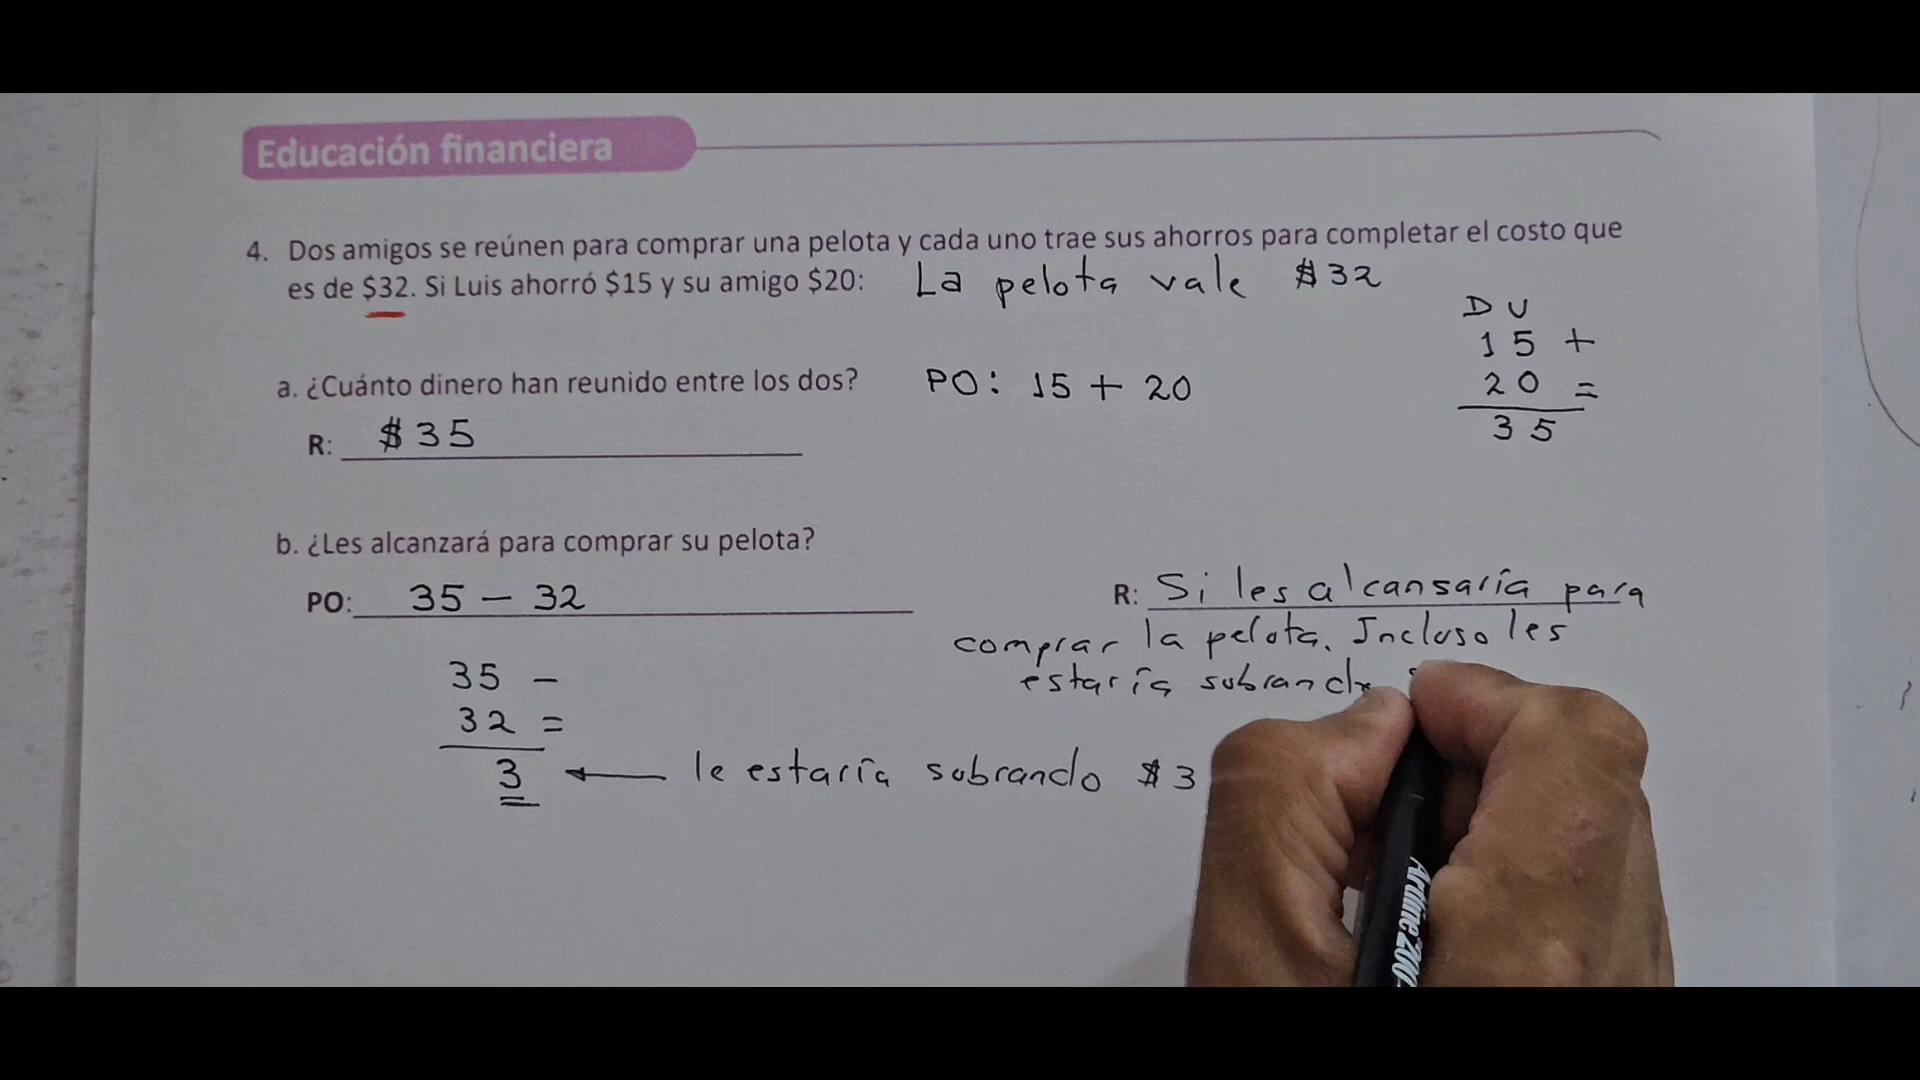 Educación financiera
4. Dos amigos se reúnen para comprar una pelota y cada uno trae sus ahorros para completar el costo que
es de $32. Si Luis ahorró $15 y su amigo $20: La pelota vale $32
D U
15 +
20 =
35
a. ¿Cuánto dinero han reunido entre los dos? PO: 15 + 20
R: $35
b. ¿Les alcanzará para comprar su pelota?
PO: 35 - 32
R: Si les alcansaría para
comprar la pelota. Incluso les
estaría sobrando
35 -
32 =
3 ← le estaría sobrando $3
Artline 200